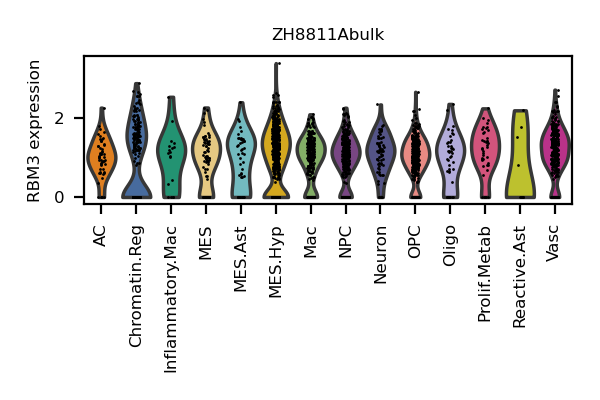 ZH8811Abulk
RBM3 expression
2
0
AC
Chromatin.Reg
Inflammatory.Mac
MES
MES.Ast
MES.Hyp
Mac
NPC
Neuron
OPC
Oligo
Prolif.Metab
Reactive.Ast
Vasc